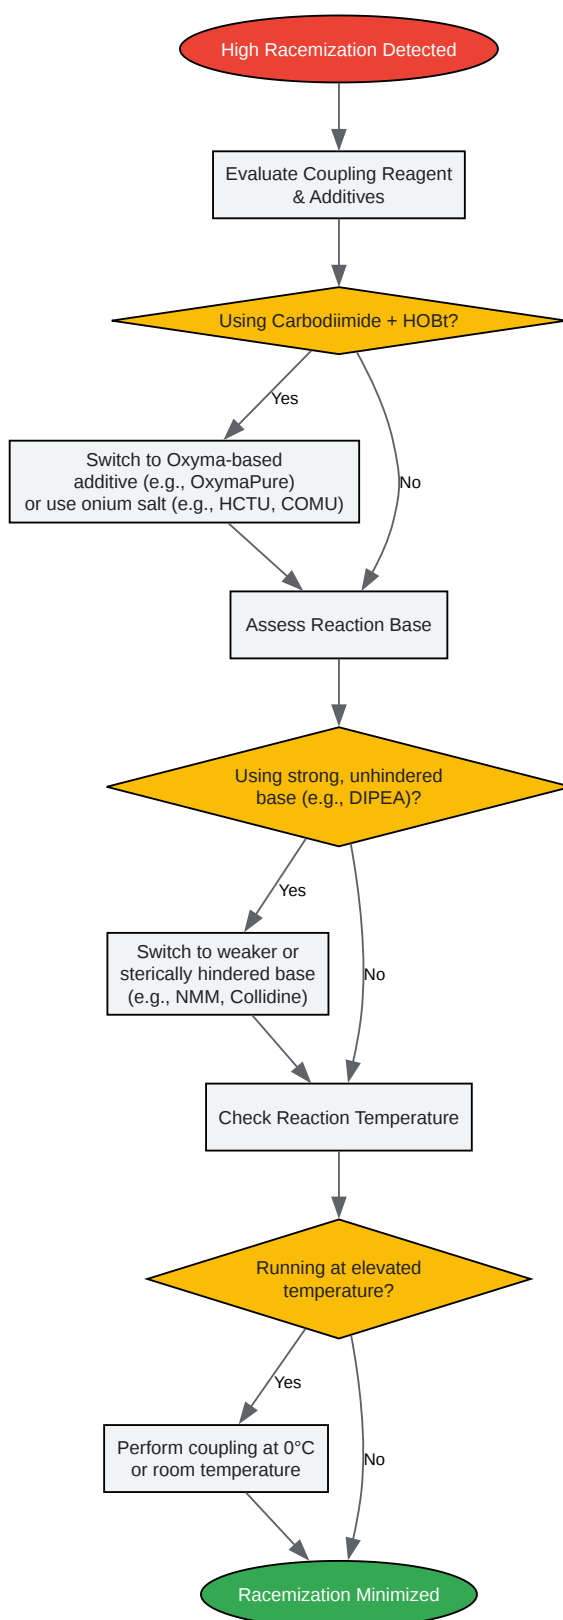 High Racemization Detected
Evaluate Coupling Reagent
& Additives
Using Carbodiimide + HOBt?
Yes
Switch to Oxyma-based
additive (e.g., OxymaPure)
or use onium salt (e.g., HCTU, COMU)
No
Assess Reaction Base
Using strong, unhindered
base (e.g., DIPEA)?
Yes
Switch to weaker or
sterically hindered base
(e.g., NMM, Collidine)
No
Check Reaction Temperature
Running at elevated
temperature?
Yes
Perform coupling at 0°C
or room temperature
No
Racemization Minimized